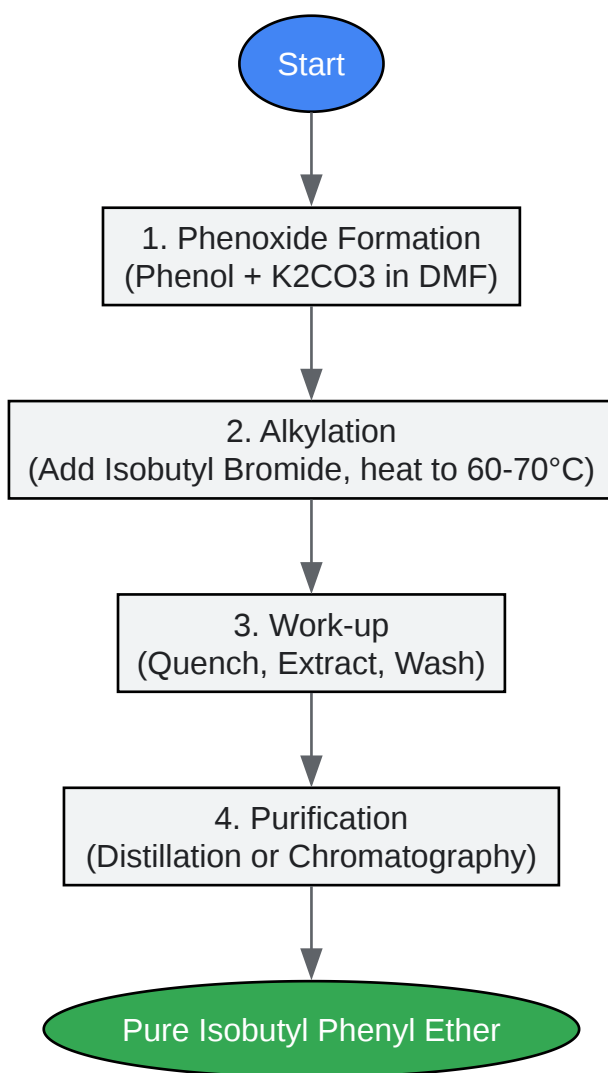 Start
1. Phenoxide Formation
(Phenol + K2CO3 in DMF)
2. Alkylation
(Add Isobutyl Bromide, heat to 60-70°C)
3. Work-up
(Quench, Extract, Wash)
4. Purification
(Distillation or Chromatography)
Pure Isobutyl Phenyl Ether